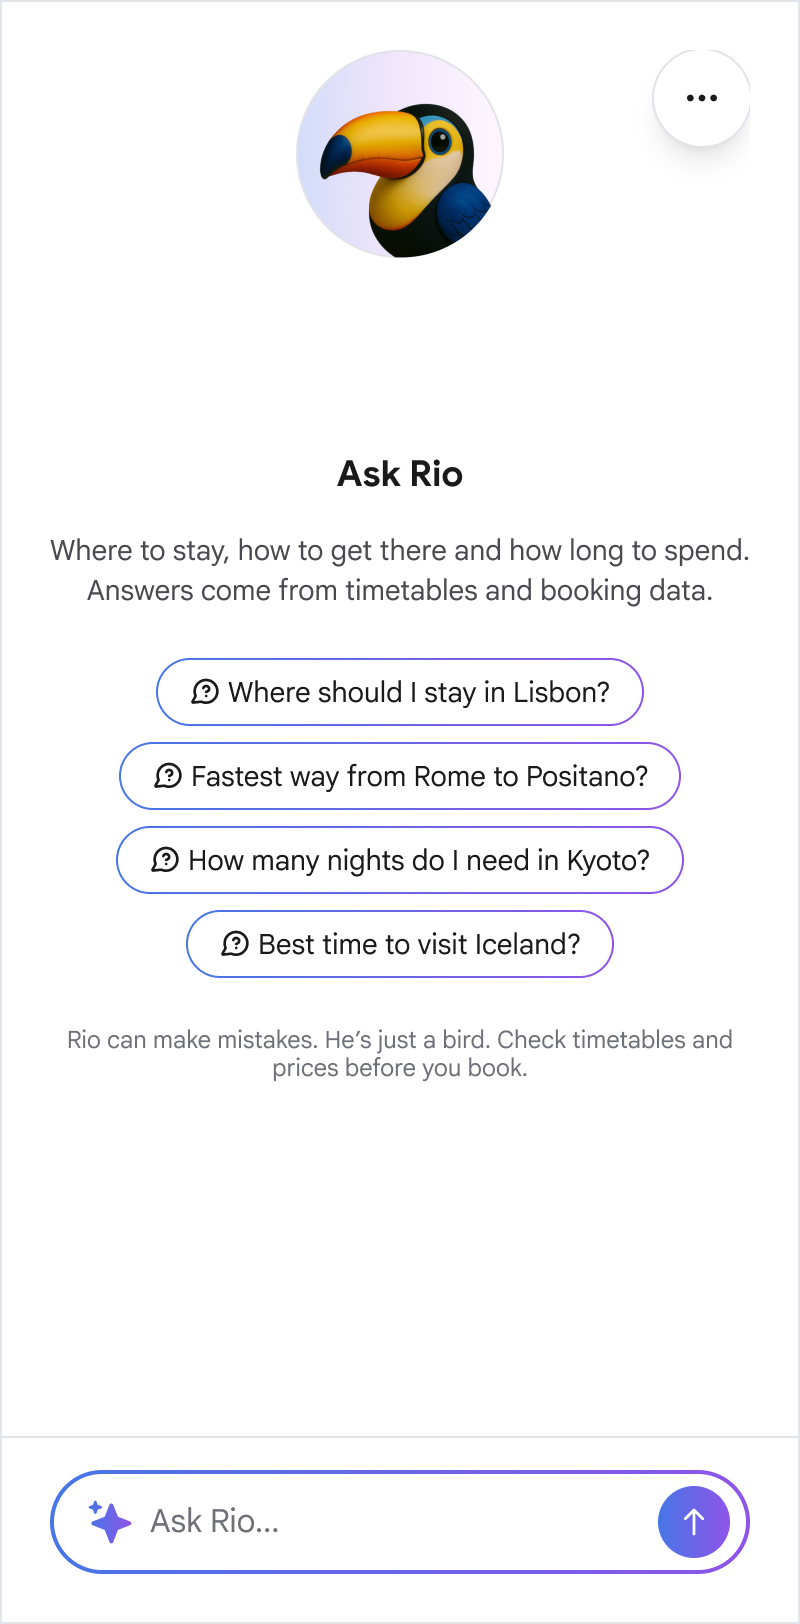 Ask Rio
Where to stay, how to get there and how long to spend.
Answers come from timetables and booking data.
Where should I stay in Lisbon?
Fastest way from Rome to Positano?
How many nights do I need in Kyoto?
Best time to visit Iceland?
Rio can make mistakes. He’s just a bird. Check timetables and
prices before you book.
Ask Rio...